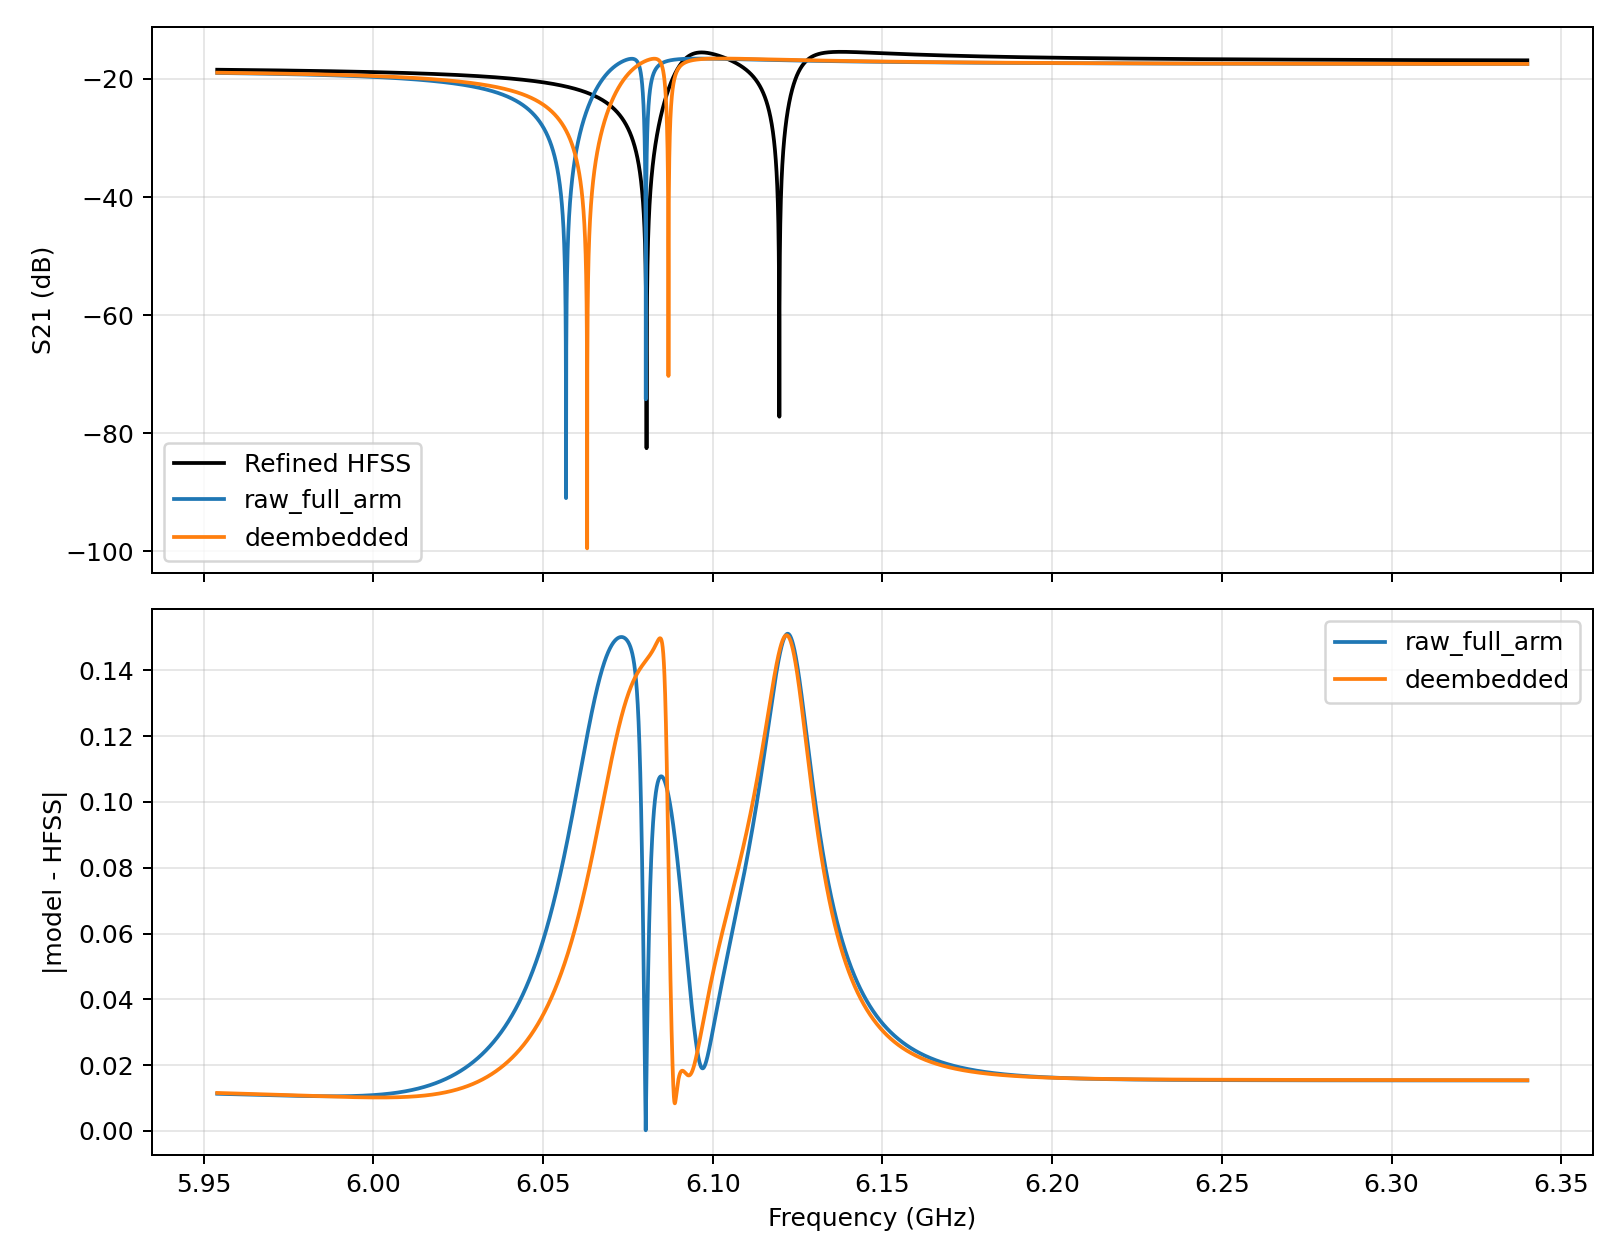 S21 (dB)
−20
−40
−60
−80
−100
Refined HFSS
raw_full_arm
deembedded
|model - HFSS|
0.14
0.12
0.10
0.08
0.06
0.04
0.02
0.00
raw_full_arm
deembedded
5.95 6.00 6.05 6.10 6.15 6.20 6.25 6.30 6.35
Frequency (GHz)